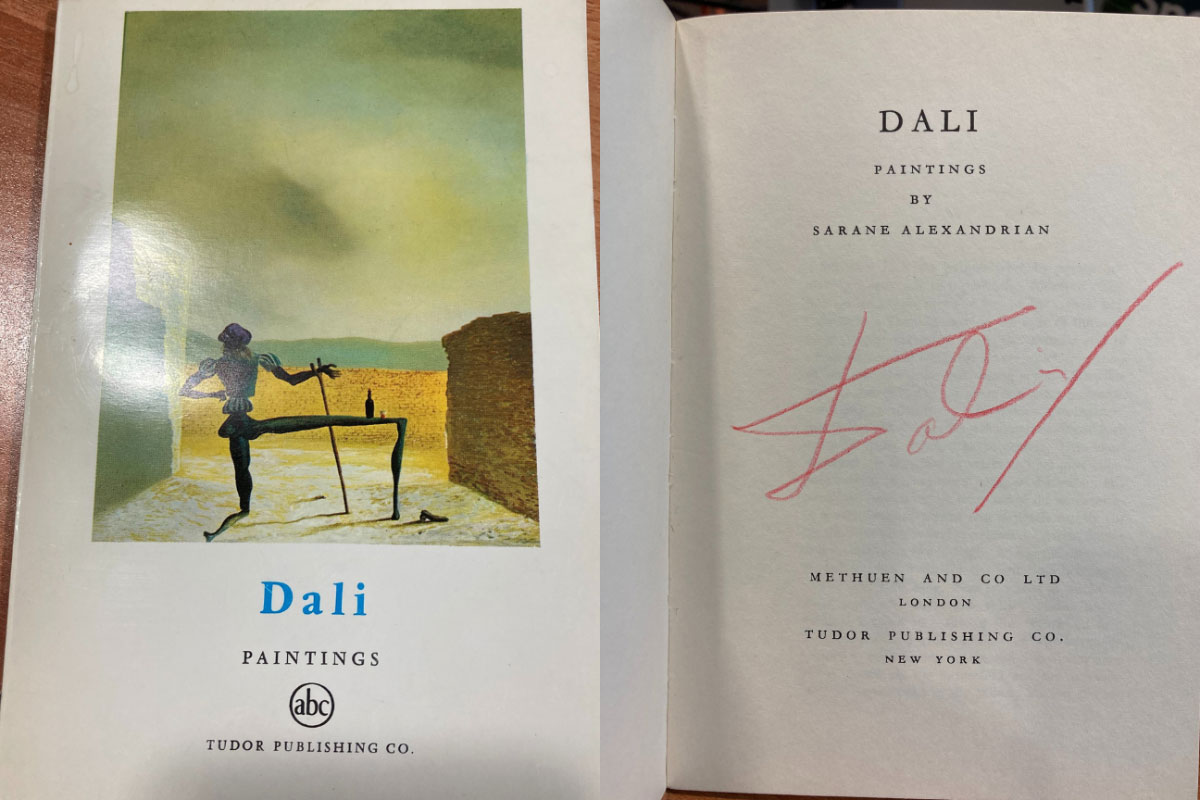 Dali
PAINTINGS
abc
TUDOR PUBLISHING CO.
DALI
PAINTINGS
BY
SARANE ALEXANDRIAN
Dali
METHUEN AND CO LTD
LONDON
TUDOR PUBLISHING CO.
NEW YORK